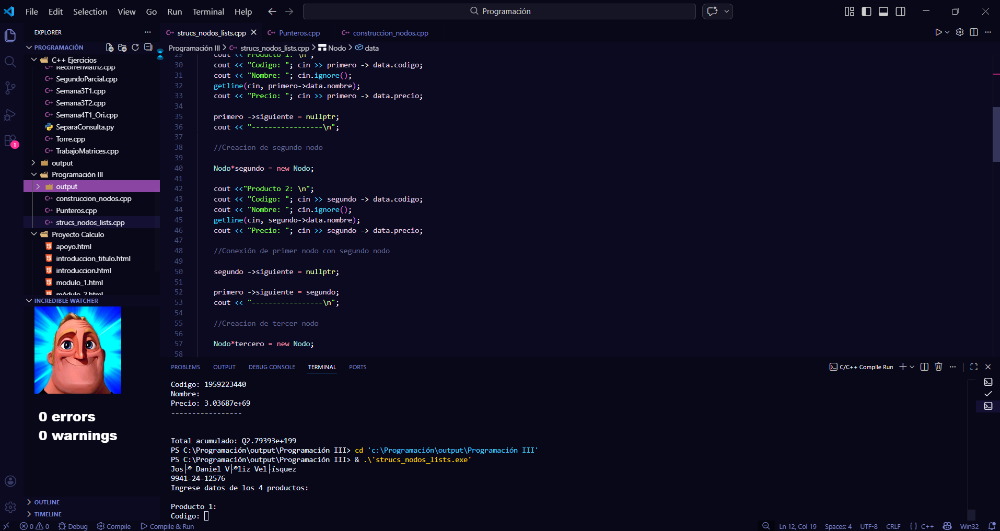 File Edit Selection View Go Run Terminal Help
Programación
EXPLORER
PROGRAMACIÓN
C++ Ejercicios
RecorrerMatriz.cpp
SegundoParcial.cpp
Semana3T1.cpp
Semana3T2.cpp
Semana4T1_Ori.cpp
SeparaConsulta.py
Torre.cpp
TrabajoMatrices.cpp
output
Programación III
output
construccion_nodos.cpp
Punteros.cpp
strucs_nodos_lists.cpp
Proyecto Calculo
apoyo.html
introduccion_titulo.html
introduccion.html
modulo_1.html
módulo_2.html
INCREDIBLE WATCHER
0 errors
0 warnings
OUTLINE
TIMELINE
strucs_nodos_lists.cpp Punteros.cpp construccion_nodos.cpp
Programación III > strucs_nodos_lists.cpp > Nodo > data
29 cout << "Producto 1: \n";
30 cout << "Codigo: "; cin >> primero -> data.codigo;
31 cout << "Nombre: "; cin.ignore();
32 getline(cin, primero->data.nombre);
33 cout << "Precio: "; cin >> primero -> data.precio;
34
35 primero ->siguiente = nullptr;
36 cout << "-----------------\n";
37
38 //Creacion de segundo nodo
39
40 Nodo*segundo = new Nodo;
41
42 cout <<"Producto 2: \n";
43 cout << "Codigo: "; cin >> segundo -> data.codigo;
44 cout << "Nombre: "; cin.ignore();
45 getline(cin, segundo->data.nombre);
46 cout << "Precio: "; cin >> segundo -> data.precio;
47
48 //Conexión de primer nodo con segundo nodo
49
50 segundo ->siguiente = nullptr;
51
52 primero ->siguiente = segundo;
53 cout << "-----------------\n";
54
55 //Creacion de tercer nodo
56
57 Nodo*tercero = new Nodo;
58
PROBLEMS OUTPUT DEBUG CONSOLE TERMINAL PORTS
C/C++ Compile Run
Codigo: 1959223440
Nombre:
Precio: 3.03687e+69
-----------------
Total acumulado: Q2.79393e+199
PS C:\Programación\output\Programación III> cd 'c:\Programación\output\Programación III'
PS C:\Programación\output\Programación III> & .\'strucs_nodos_lists.exe'
Jos├® Daniel V├®liz Vel├ísquez
9941-24-12576
Ingrese datos de los 4 productos:
Producto 1:
Codigo:
0 0 Debug Compile Compile & Run
Ln 12, Col 19 Spaces: 4 UTF-8 CRLF {} C++ Win32
1